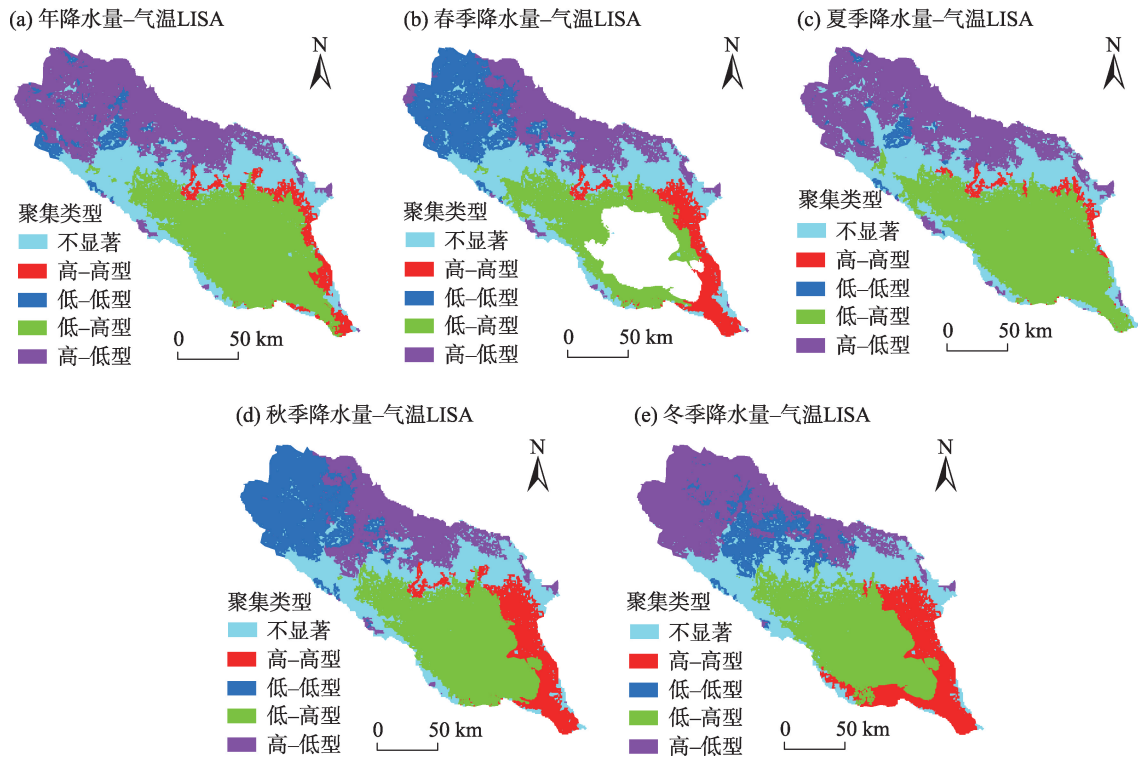 (a) 年降水量–气温LISA
N
聚集类型
不显著
高–高型
低–低型
低–高型
高–低型
0 50 km
(b) 春季降水量–气温LISA
N
聚集类型
不显著
高–高型
低–低型
低–高型
高–低型
0 50 km
(c) 夏季降水量–气温LISA
N
聚集类型
不显著
高–高型
低–低型
低–高型
高–低型
0 50 km
(d) 秋季降水量–气温LISA
N
聚集类型
不显著
高–高型
低–低型
低–高型
高–低型
0 50 km
(e) 冬季降水量–气温LISA
N
聚集类型
不显著
高–高型
低–低型
低–高型
高–低型
0 50 km